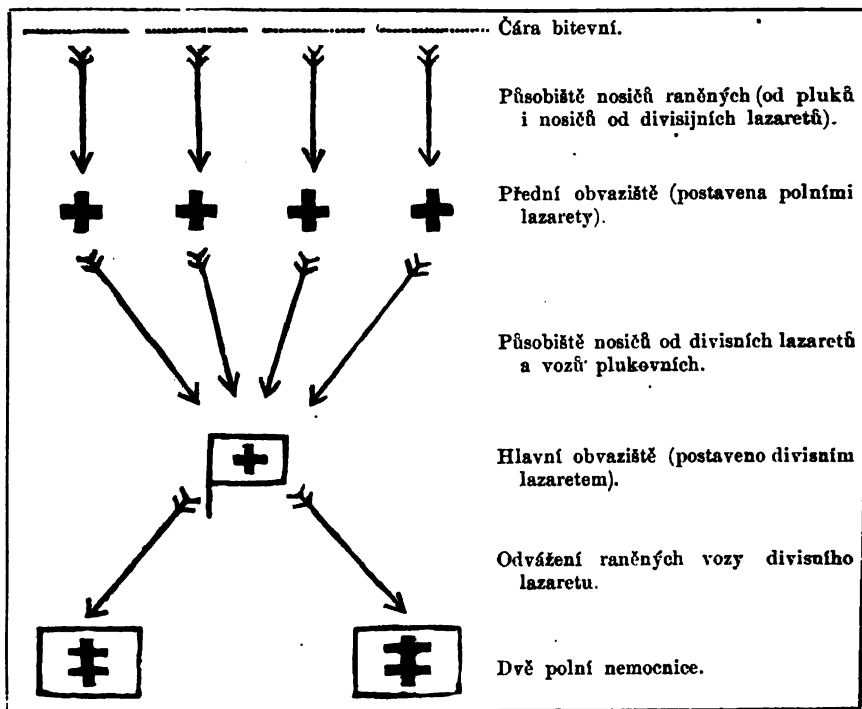 Čára bitevní.
Působiště nosičů raněných (od pluků
i nosičů od divisijních lazaretů).
Přední obvaziště (postavena polními
lazarety).
Působiště nosičů od divisních lazaretů
a vozů plukovních.
Hlavní obvaziště (postaveno divisním
lazaretem).
Odvážení raněných vozy divisního
lazaretu.
Dvě polní nemocnice.